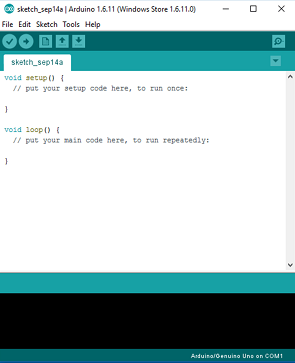 sketch_sep14a | Arduino 1.6.11 (Windows Store 1.6.11.0)
File Edit Sketch Tools Help
sketch_sep14a
void setup() {
// put your setup code here, to run once:
}
void loop() {
// put your main code here, to run repeatedly:
}
Arduino/Genuino Uno on COM1